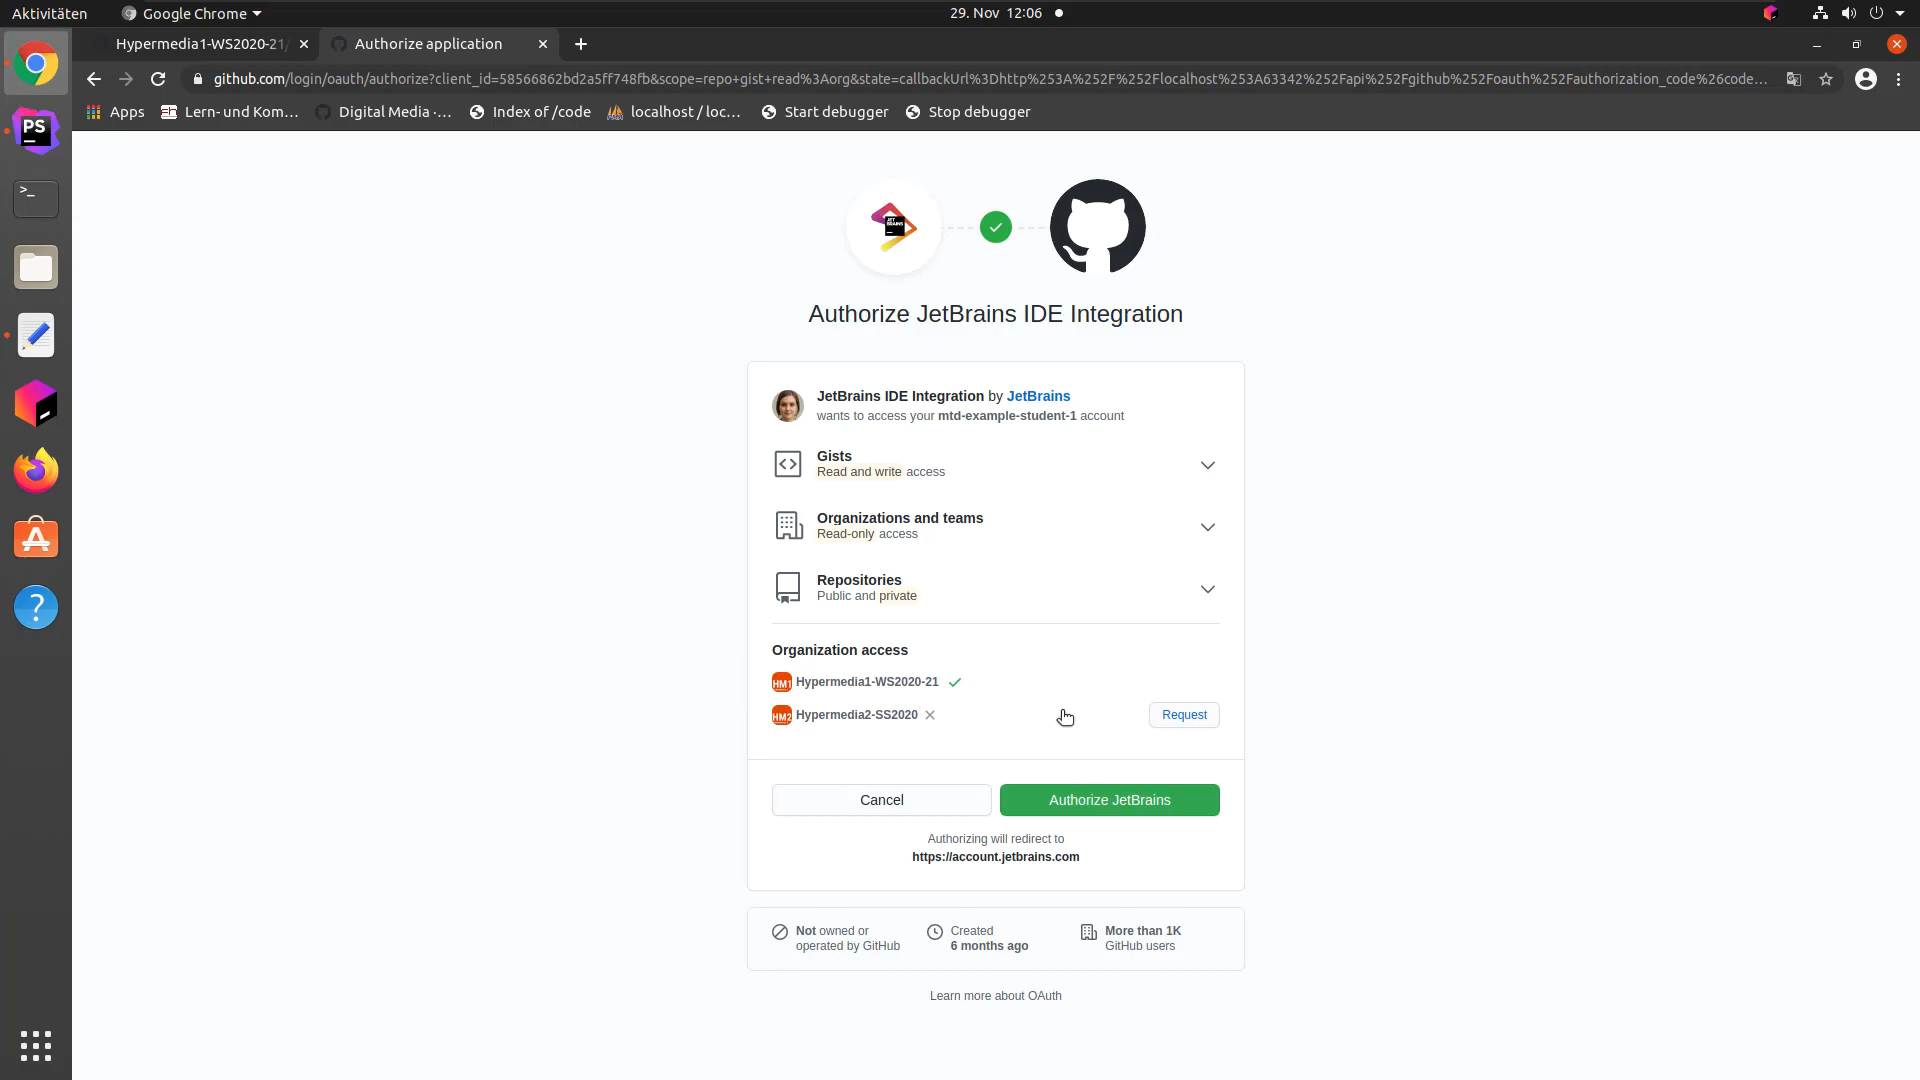 Aktivitäten
Google Chrome
29. Nov 12:06
Hypermedia1-WS2020-21/
Authorize application
github.com/login/oauth/authorize?client_id=58566862bd2a5ff748fb&scope=repo+gist+read%3Aorg&state=callbackUrl%3Dhttp%253A%252F%252Flocalhost%253A63342%252Fapi%252Fgithub%252Foauth%252Fauthorization_code%26code...
Apps
Lern- und Kom...
Digital Media -...
Index of /code
localhost / loc...
Start debugger
Stop debugger
PS
>_
JET
BRAINS
Authorize JetBrains IDE Integration
JetBrains IDE Integration by JetBrains
wants to access your mtd-example-student-1 account
Gists
Read and write access
Organizations and teams
Read-only access
Repositories
Public and private
Organization access
HM1 Hypermedia1-WS2020-21
HM2 Hypermedia2-SS2020
Request
Cancel
Authorize JetBrains
Authorizing will redirect to
https://account.jetbrains.com
Not owned or
operated by GitHub
Created
6 months ago
More than 1K
GitHub users
Learn more about OAuth